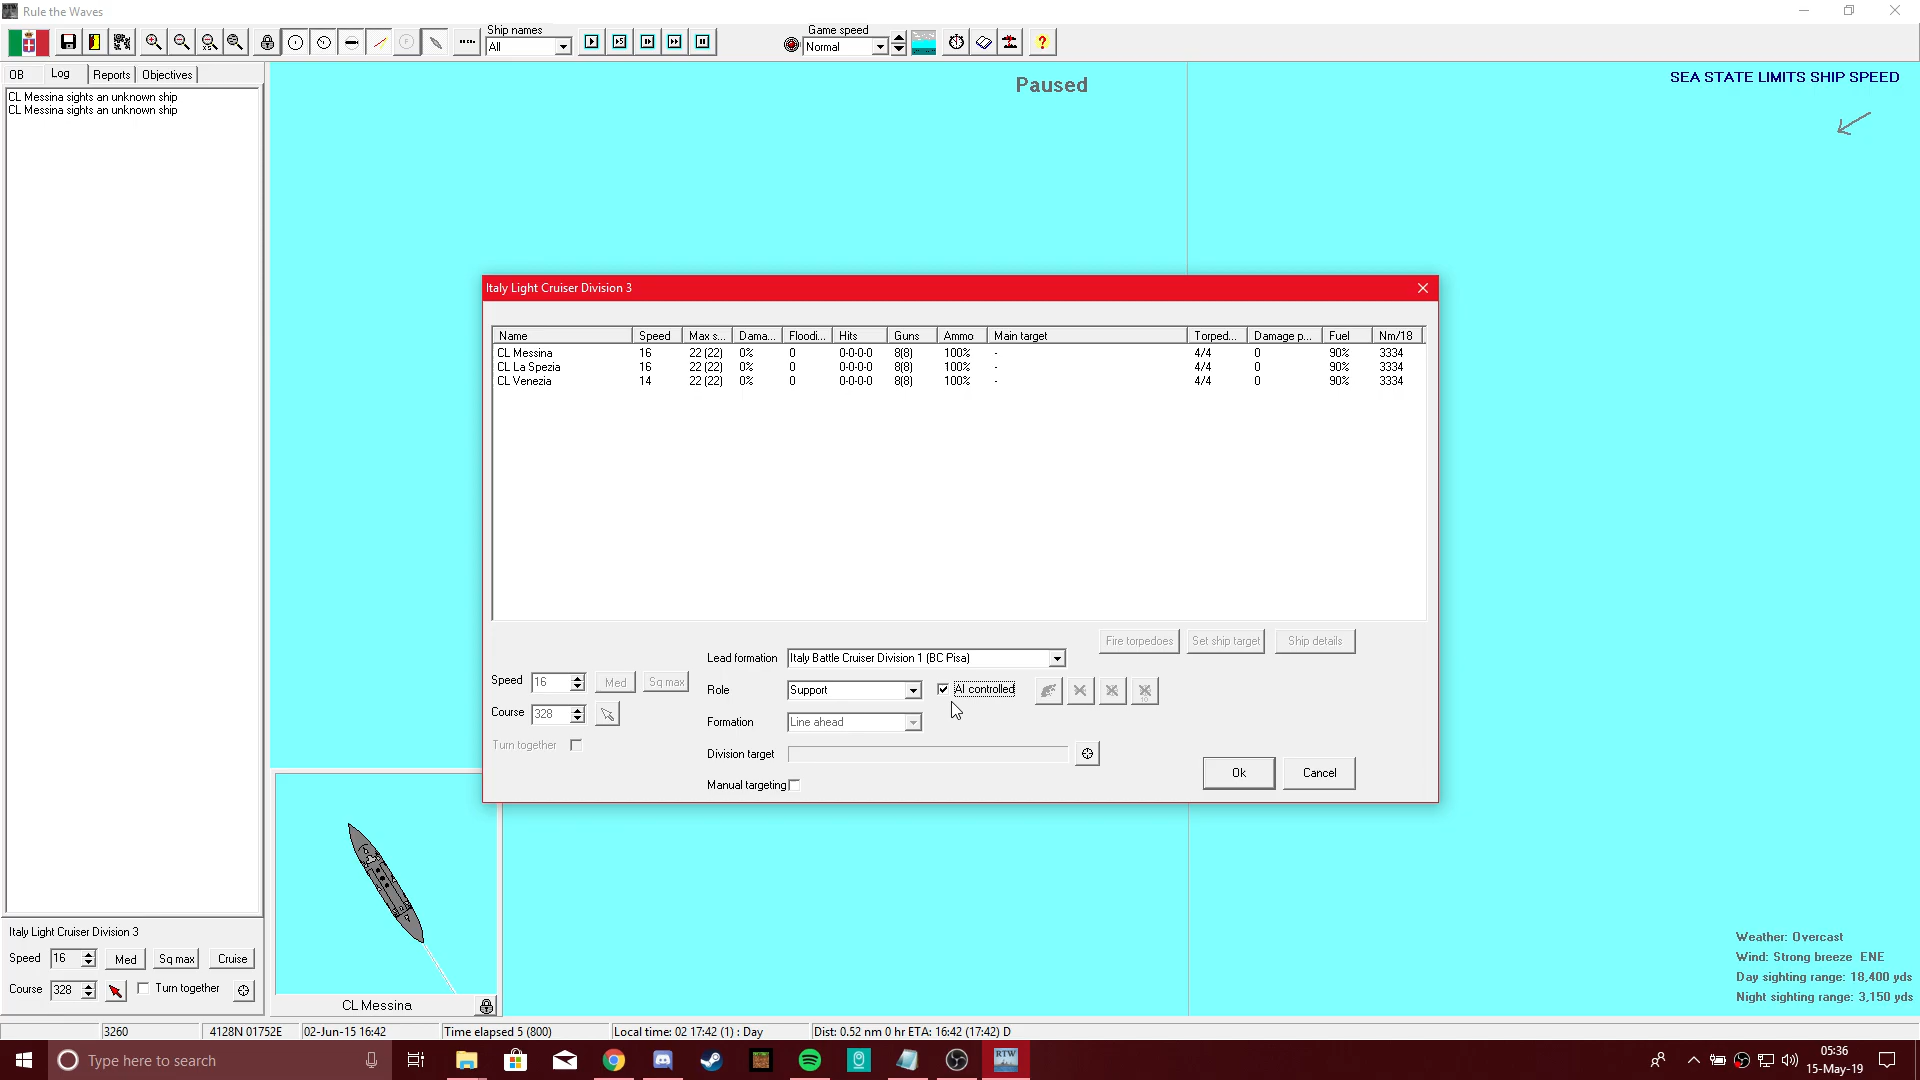 Rule the Waves
Ship names
All
Game speed
Normal
OB Log Reports Objectives
CL Messina sights an unknown ship
CL Messina sights an unknown ship
Paused
SEA STATE LIMITS SHIP SPEED
Italy Light Cruiser Division 3
Name Speed Max s... Dama... Floodi... Hits Guns Ammo Main target Torped... Damage p... Fuel Nm/18
CL Messina 16 22 (22) 0% 0 0-0-0-0 8(8) 100% - 4/4 0 90% 3334
CL La Spezia 16 22 (22) 0% 0 0-0-0-0 8(8) 100% - 4/4 0 90% 3334
CL Venezia 14 22 (22) 0% 0 0-0-0-0 8(8) 100% - 4/4 0 90% 3334
Fire torpedoes Set ship target Ship details
Lead formation Italy Battle Cruiser Division 1 (BC Pisa)
Speed 16 Med Sq max
Role Support AI controlled
Course 328
Formation Line ahead
Turn together
Division target
Manual targeting
Ok Cancel
CL Messina
Italy Light Cruiser Division 3
Speed 16 Med Sq max Cruise
Course 328 Turn together
Weather: Overcast
Wind: Strong breeze ENE
Day sighting range: 18,400 yds
Night sighting range: 3,150 yds
3260 4128N 01752E 02-Jun-15 16:42 Time elapsed 5 (800) Local time: 02 17:42 (1) : Day Dist: 0.52 nm 0 hr ETA: 16:42 (17:42) D
Type here to search
RTW
05:36
15-May-19